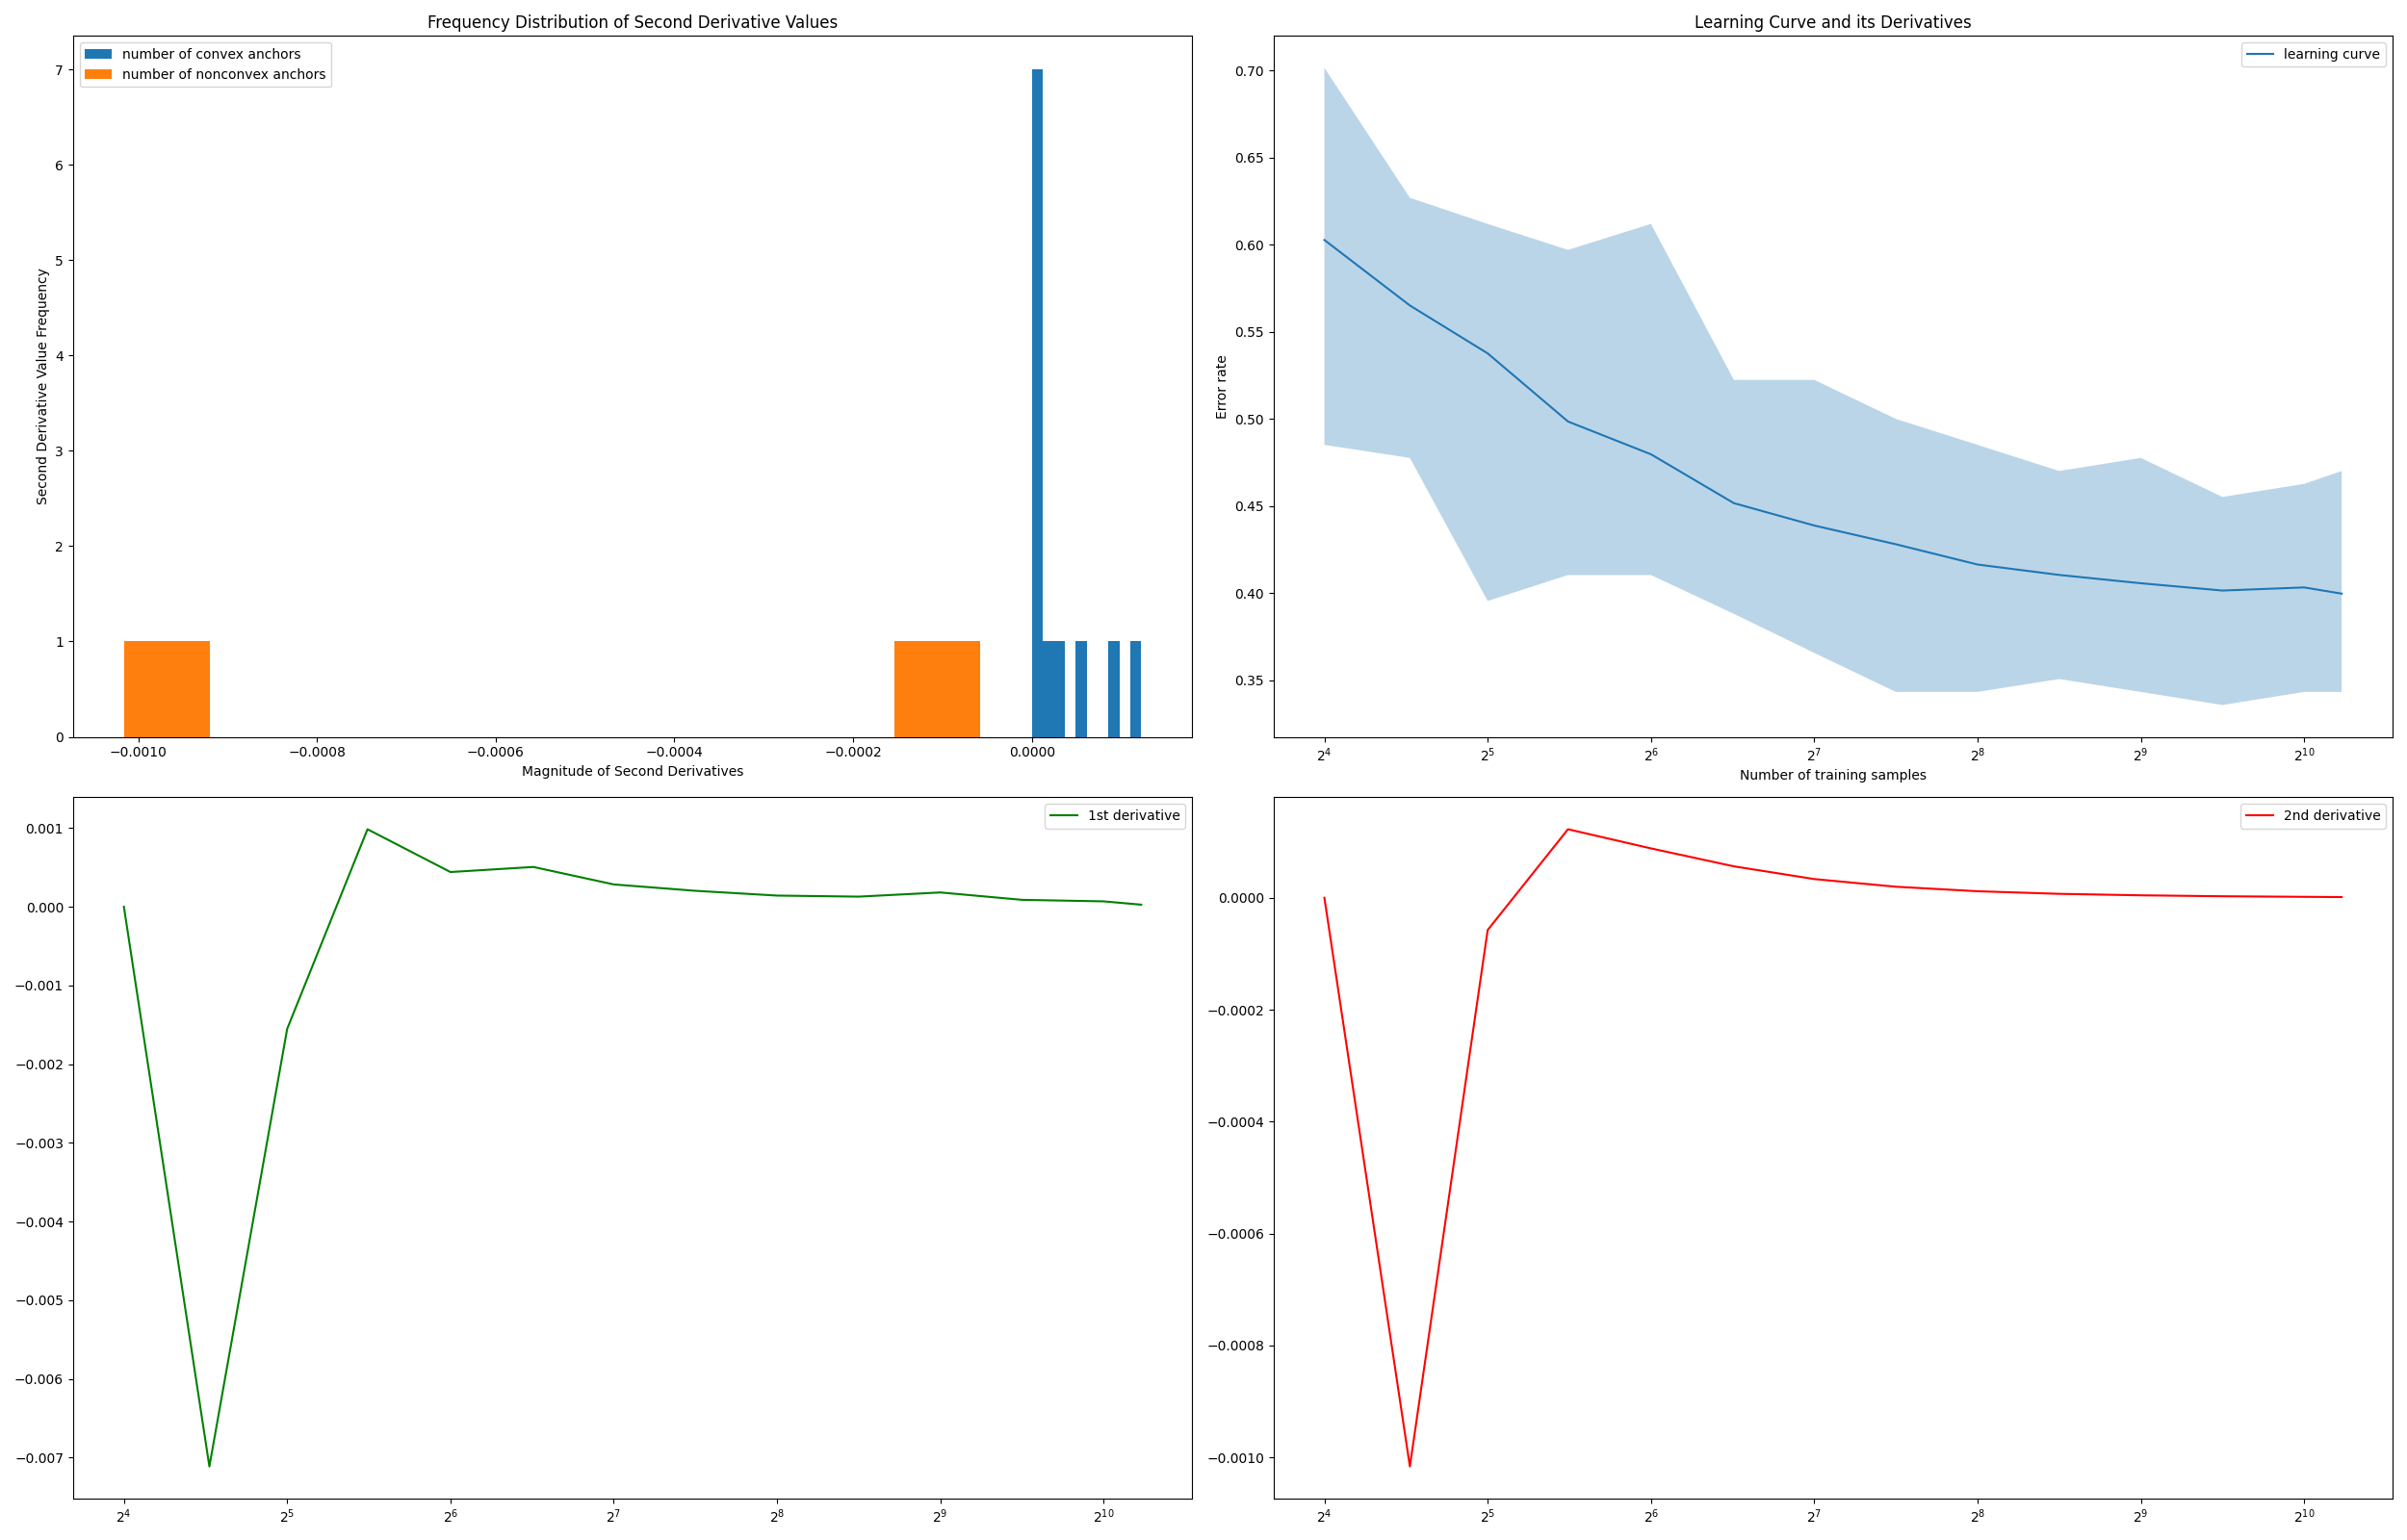 Frequency Distribution of Second Derivative Values
number of convex anchors
number of nonconvex anchors
Second Derivative Value Frequency
7
6
5
4
3
2
1
0
−0.0010 −0.0008 −0.0006 −0.0004 −0.0002 0.0000
Magnitude of Second Derivatives
Learning Curve and its Derivatives
learning curve
Error rate
0.70
0.65
0.60
0.55
0.50
0.45
0.40
0.35
2⁴ 2⁵ 2⁶ 2⁷ 2⁸ 2⁹ 2¹⁰
Number of training samples
1st derivative
0.001
0.000
−0.001
−0.002
−0.003
−0.004
−0.005
−0.006
−0.007
2⁴ 2⁵ 2⁶ 2⁷ 2⁸ 2⁹ 2¹⁰
2nd derivative
0.0000
−0.0002
−0.0004
−0.0006
−0.0008
−0.0010
2⁴ 2⁵ 2⁶ 2⁷ 2⁸ 2⁹ 2¹⁰